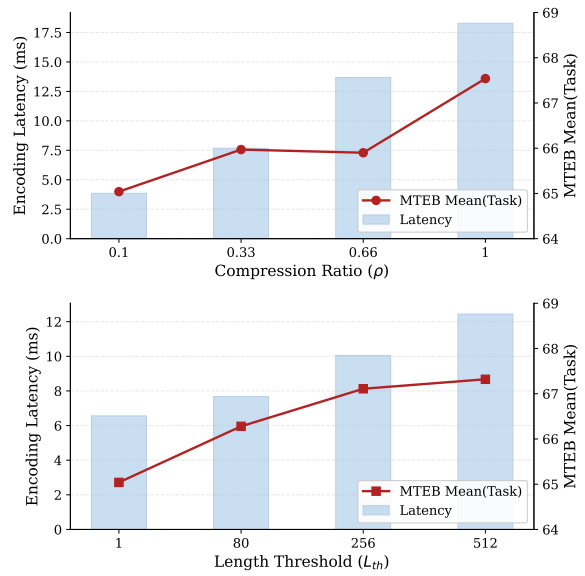 Encoding Latency (ms)
17.5
15.0
12.5
10.0
7.5
5.0
2.5
0.0
69
68
67
66
65
64
MTEB Mean(Task)
MTEB Mean(Task)
Latency
0.1 0.33 0.66 1
Compression Ratio (ρ)
Encoding Latency (ms)
12
10
8
6
4
2
0
69
68
67
66
65
64
MTEB Mean(Task)
MTEB Mean(Task)
Latency
1 80 256 512
Length Threshold (L_th)